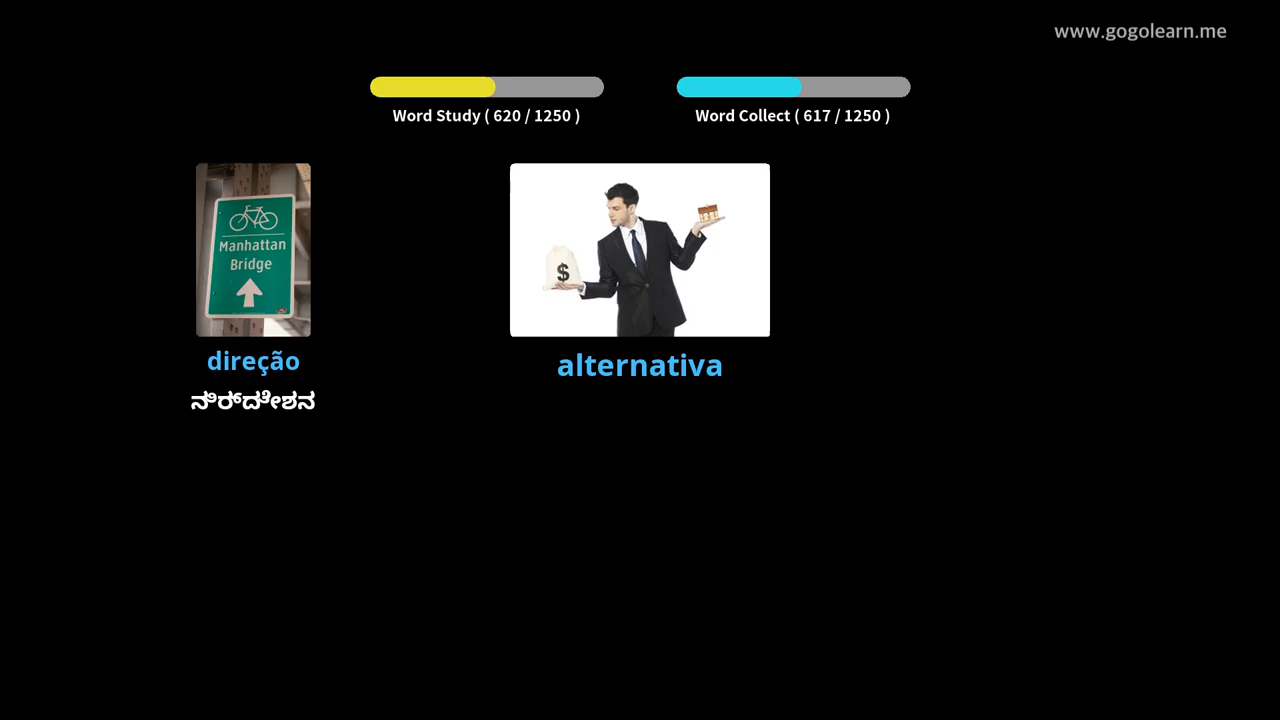 www.gogolearn.me
Word Study ( 620 / 1250 )
Word Collect ( 617 / 1250 )
Manhattan
Bridge
$
direção
ನಿರ್ದೇಶನ
alternativa